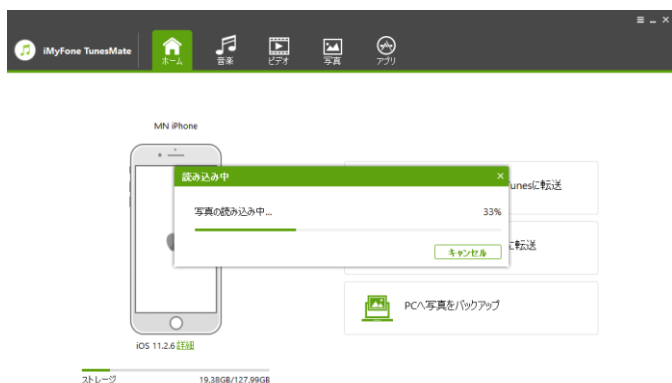 iMyFone TunesMate
ホーム
音楽
ビデオ
写真
アプリ
MN iPhone
読み込み中
写真の読み込み中...
33%
キャンセル
unesに転送
に転送
PCへ写真をバックアップ
iOS 11.2.6 詳細
ストレージ
19.38GB/127.99GB